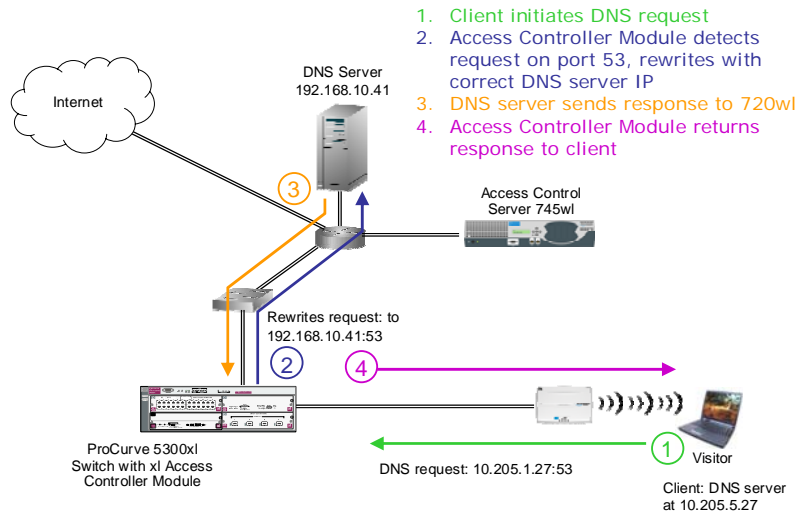 1. Client initiates DNS request
2. Access Controller Module detects
request on port 53, rewrites with
correct DNS server IP
3. DNS server sends response to 720wl
4. Access Controller Module returns
response to client
DNS Server
192.168.10.41
Internet
3
Access Control
Server 745wl
Rewrites request: to
192.168.10.41:53
2
4
1
ProCurve 5300xl
Switch with xl Access
Controller Module
DNS request: 10.205.1.27:53
Visitor
Client: DNS server
at 10.205.5.27